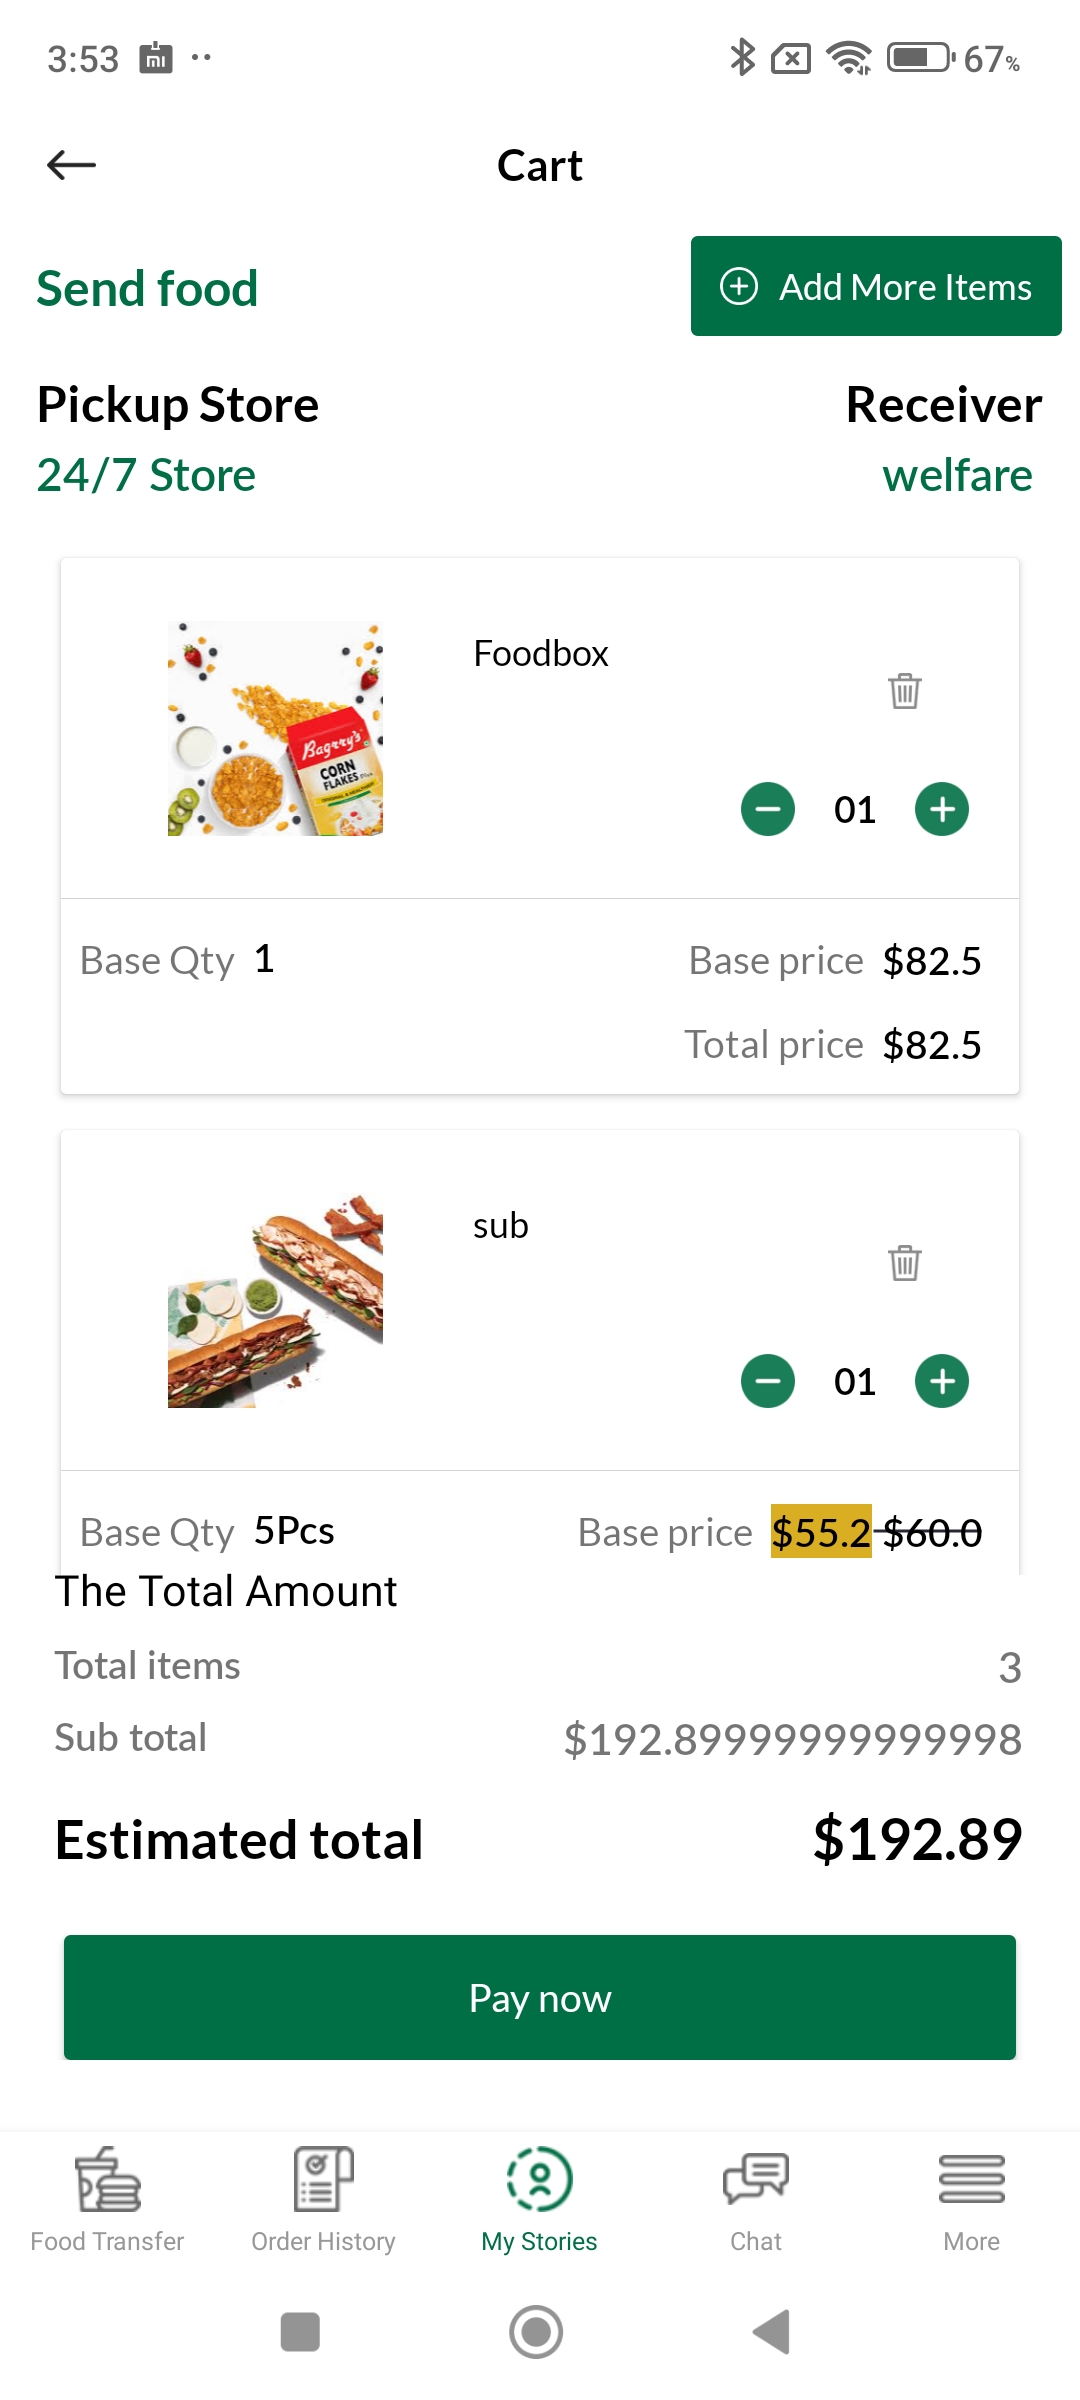 3:53
67%
Cart
Send food
Add More Items
Pickup Store
Receiver
24/7 Store
welfare
Foodbox
Bagrry's
CORN
FLAKES
01
Base Qty 1
Base price $82.5
Total price $82.5
sub
01
Base Qty 5Pcs
Base price $55.2 $60.0
The Total Amount
Total items 3
Sub total $192.89999999999998
Estimated total $192.89
Pay now
Food Transfer
Order History
My Stories
Chat
More